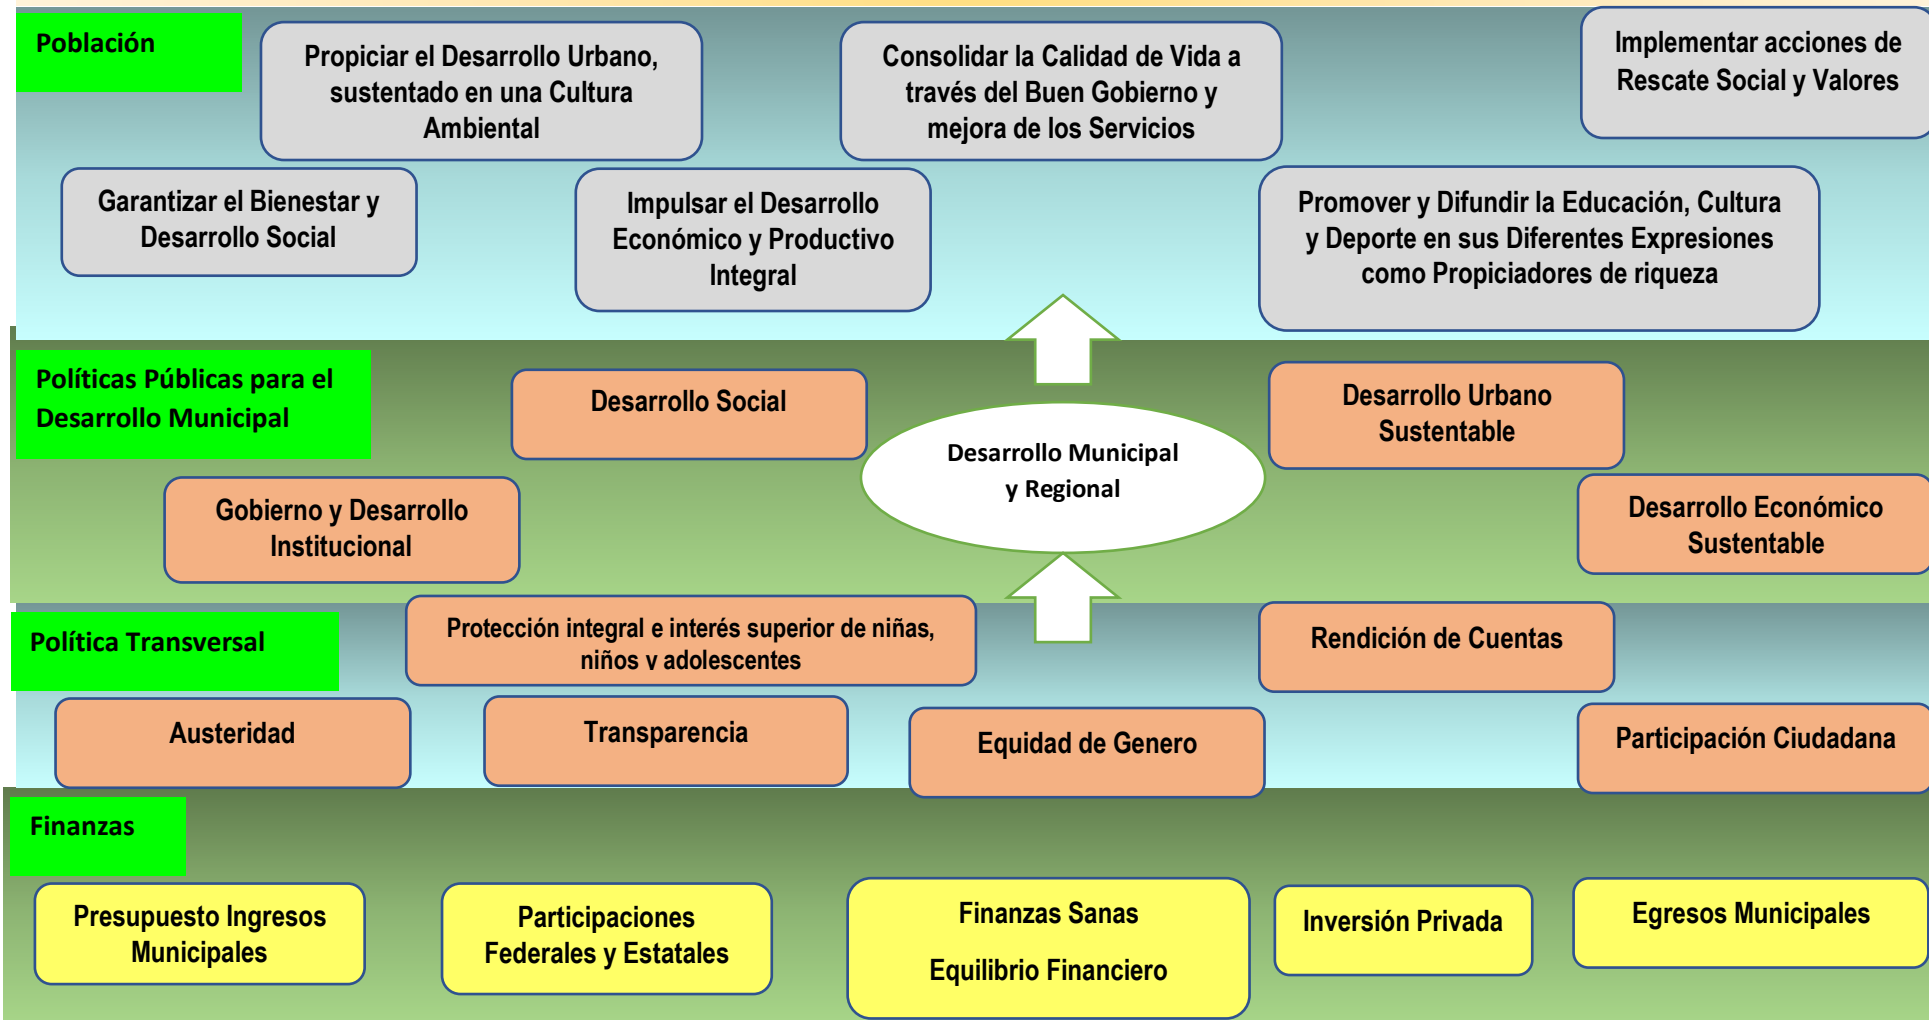 Población
Propiciar el Desarrollo Urbano,
sustentado en una Cultura
Ambiental
Consolidar la Calidad de Vida a
través del Buen Gobierno y
mejora de los Servicios
Implementar acciones de
Rescate Social y Valores
Garantizar el Bienestar y
Desarrollo Social
Impulsar el Desarrollo
Económico y Productivo
Integral
Promover y Difundir la Educación, Cultura
y Deporte en sus Diferentes Expresiones
como Propiciadores de riqueza
Políticas Públicas para el
Desarrollo Municipal
Desarrollo Social
Desarrollo Urbano
Sustentable
Desarrollo Municipal
y Regional
Gobierno y Desarrollo
Institucional
Desarrollo Económico
Sustentable
Política Transversal
Protección integral e interés superior de niñas,
niños y adolescentes
Rendición de Cuentas
Austeridad
Transparencia
Equidad de Genero
Participación Ciudadana
Finanzas
Presupuesto Ingresos
Municipales
Participaciones
Federales y Estatales
Finanzas Sanas
Equilibrio Financiero
Inversión Privada
Egresos Municipales